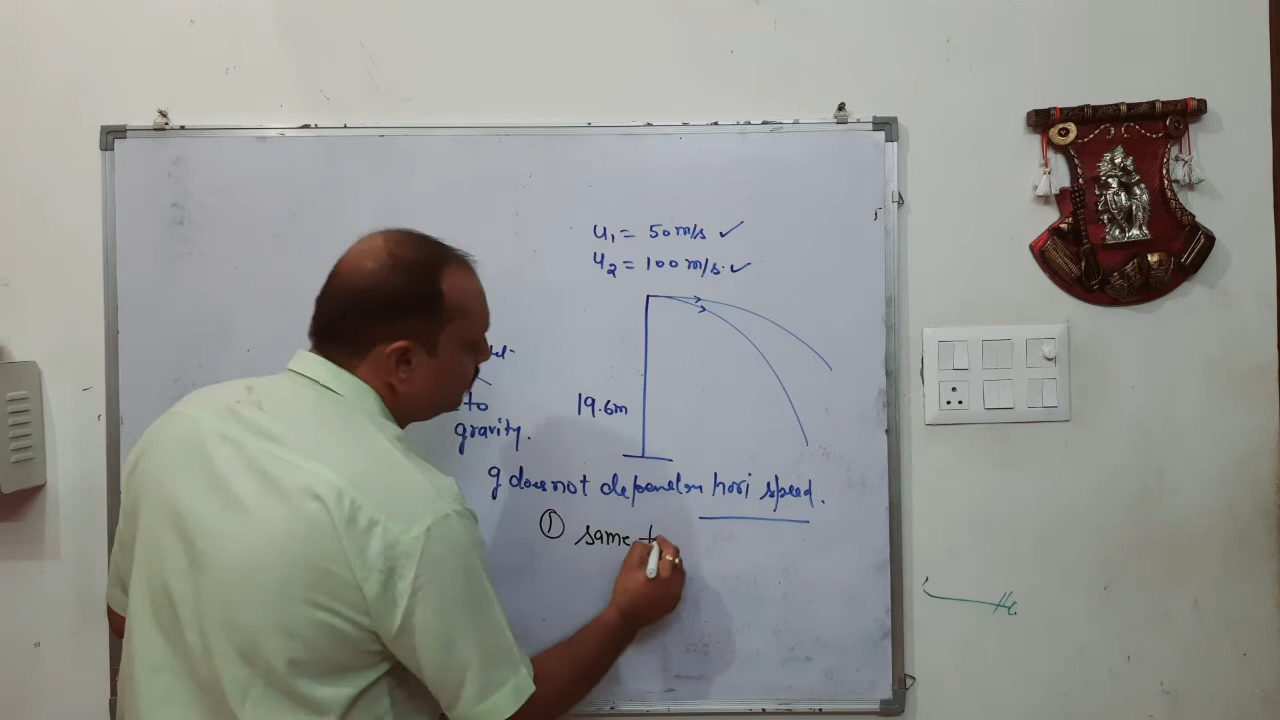 u₁ = 50 m/s ✓
u₂ = 100 m/s. ✓
19.6m
to
gravity.
g does not depend on hori speed.
① same t